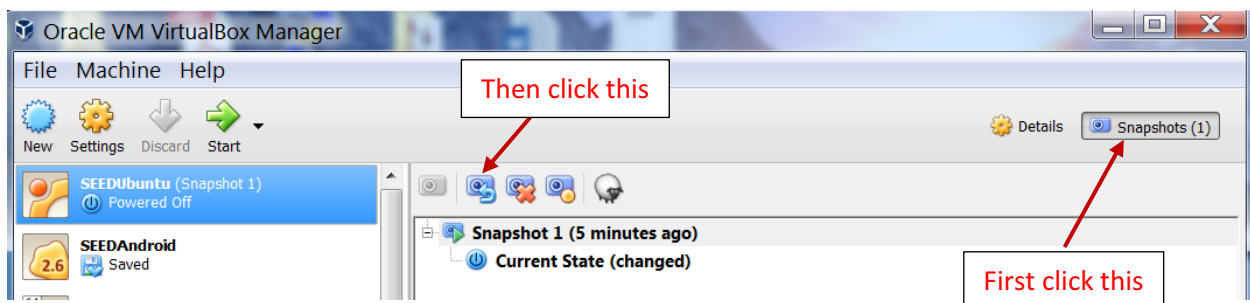 Oracle VM VirtualBox Manager
File Machine Help
Then click this
New Settings Discard Start
Details Snapshots (1)
SEEDUbuntu (Snapshot 1)
Powered Off
Snapshot 1 (5 minutes ago)
SEEDAndroid
2.6 Saved
Current State (changed)
First click this